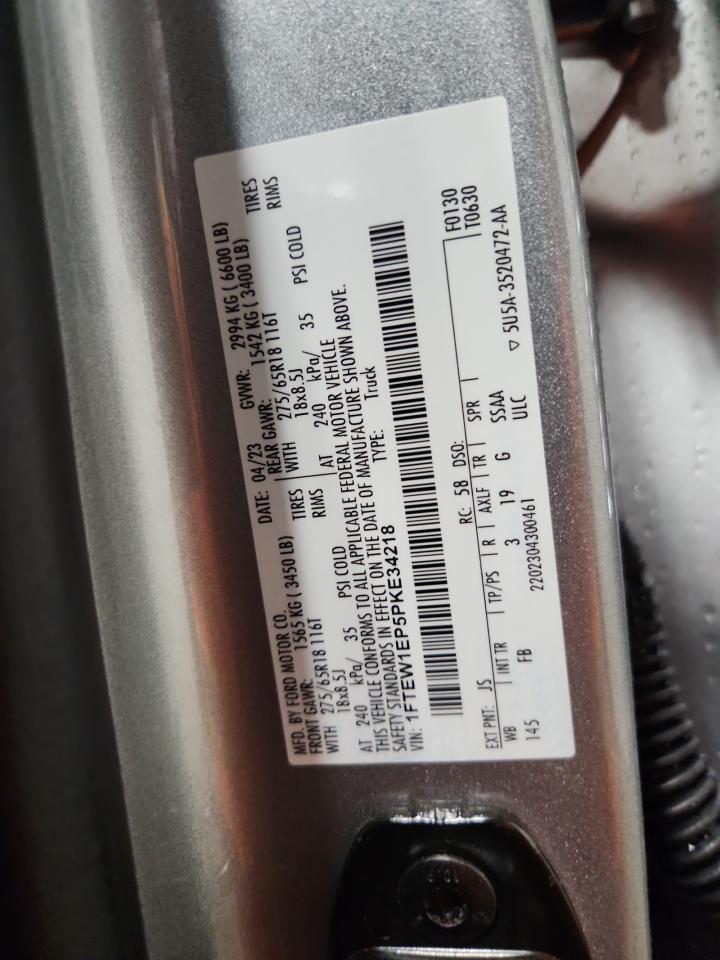 MFD. BY FORD MOTOR CO. DATE: 04/23 GVWR: 2994 KG ( 6600 LB)
FRONT GAWR: 1565 KG ( 3450 LB) REAR GAWR: 1542 KG ( 3400 LB)
WITH 275/65R18 116T TIRES WITH 275/65R18 116T TIRES
18x8.5J RIMS 18x8.5J RIMS
AT 240 kPa/ 35 PSI COLD AT 240 kPa/ 35 PSI COLD
THIS VEHICLE CONFORMS TO ALL APPLICABLE FEDERAL MOTOR VEHICLE
SAFETY STANDARDS IN EFFECT ON THE DATE OF MANUFACTURE SHOWN ABOVE.
VIN: 1FTEW1EP5PKE34218 TYPE: Truck
F0130
EXT PNT: JS RC: 58 DSO: T0630
WB INT TR TP/PS R AXLF TR SPR
145 FB 3 19 G SSAA
2202304300461 ULC ▽ 5U5A-3520472-AA